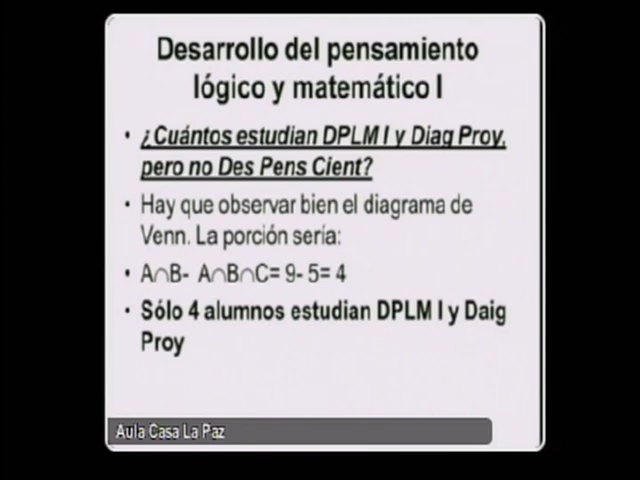 Desarrollo del pensamiento
lógico y matemático I
• ¿Cuántos estudian DPLM I y Diag Proy,
pero no Des Pens Cient?
• Hay que observar bien el diagrama de
Venn. La porción sería:
• A∩B- A∩B∩C= 9- 5= 4
• Sólo 4 alumnos estudian DPLM I y Daig
Proy
Aula Casa La Paz